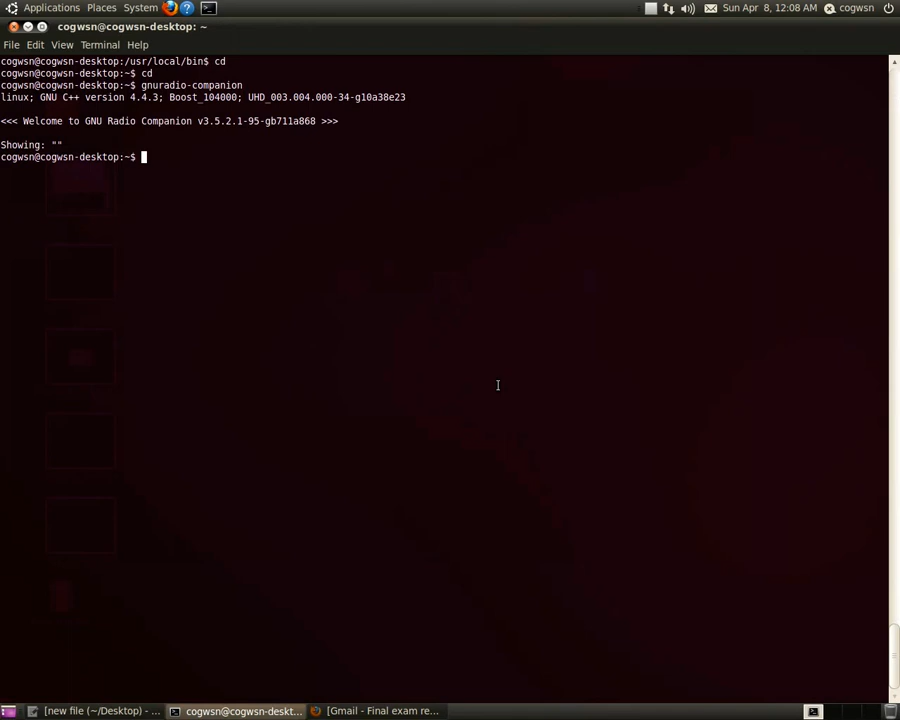 Applications Places System Sun Apr 8, 12:08 AM cogwsn
cogwsn@cogwsn-desktop: ~
File Edit View Terminal Help
cogwsn@cogwsn-desktop:/usr/local/bin$ cd
cogwsn@cogwsn-desktop:~$ cd
cogwsn@cogwsn-desktop:~$ gnuradio-companion
linux; GNU C++ version 4.4.3; Boost_104000; UHD_003.004.000-34-g10a38e23
<<< Welcome to GNU Radio Companion v3.5.2.1-95-gb711a868 >>>
Showing: ""
cogwsn@cogwsn-desktop:~$
[new file (~/Desktop) - ... cogwsn@cogwsn-deskt... [Gmail - Final exam re...